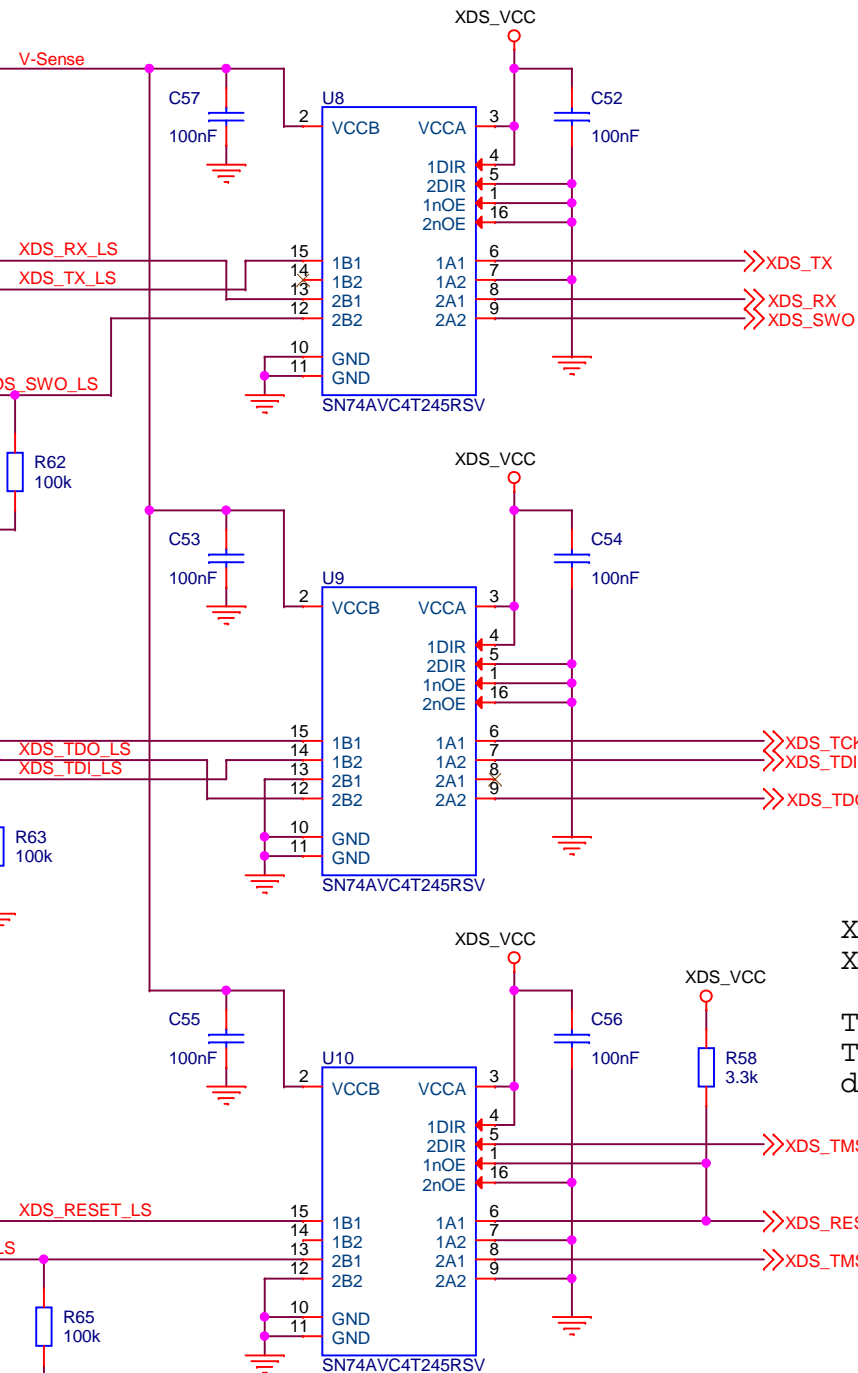 XDS_VCC
V-Sense
C57
100nF
U8
C52
100nF
2 VCCB VCCA 3
1DIR 4
2DIR 5
1nOE 1
2nOE 16
XDS_RX_LS
XDS_TX_LS
15 1B1 1A1 6 XDS_TX
14 1B2 1A2 7
13 2B1 2A1 8 XDS_RX
12 2B2 2A2 9 XDS_SWO
10 GND
11 GND
DS_SWO_LS
SN74AVC4T245RSV
R62
100k
XDS_VCC
C53
100nF
U9
C54
100nF
2 VCCB VCCA 3
1DIR 4
2DIR 5
1nOE 1
2nOE 16
15 1B1 1A1 6 XDS_TCK
XDS_TDO_LS 14 1B2 1A2 7 XDS_TDI
XDS_TDI_LS 13 2B1 2A1 8
12 2B2 2A2 9 XDS_TDO
10 GND
11 GND
R63
100k
SN74AVC4T245RSV
XDS_VCC
X
X
XDS_VCC
C55
100nF
U10
C56
100nF
R58
3.3k
T
T
d
2 VCCB VCCA 3
1DIR 4
2DIR 5 XDS_TMS
1nOE 1
2nOE 16
XDS_RESET_LS 15 1B1 1A1 6 XDS_RES
14 1B2 1A2 7
LS 13 2B1 2A1 8 XDS_TMS
12 2B2 2A2 9
10 GND
11 GND
R65
100k
SN74AVC4T245RSV